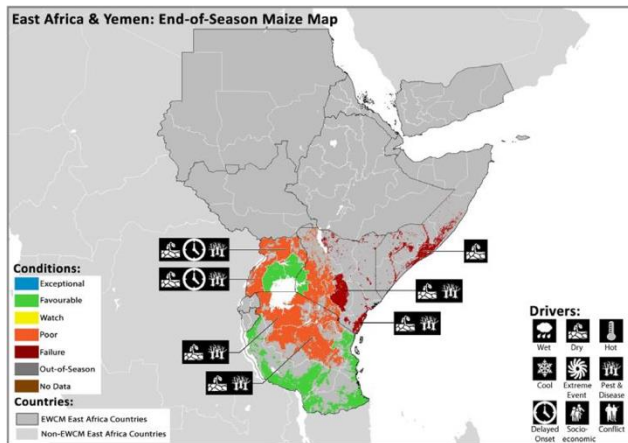 East Africa & Yemen: End-of-Season Maize Map
Conditions:
Exceptional
Favourable
Watch
Poor
Failure
Out-of-Season
No Data
Countries:
EWCM East Africa Countries
Non-EWCM East Africa Countries
Drivers:
Wet
Dry
Hot
Cool
Extreme
Event
Pest &
Disease
Delayed
Onset
Socio-
economic
Conflict